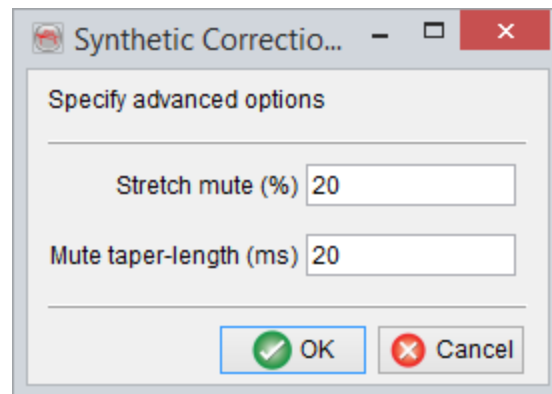 Synthetic Correctio...
Specify advanced options
Stretch mute (%) 20
Mute taper-length (ms) 20
OK Cancel